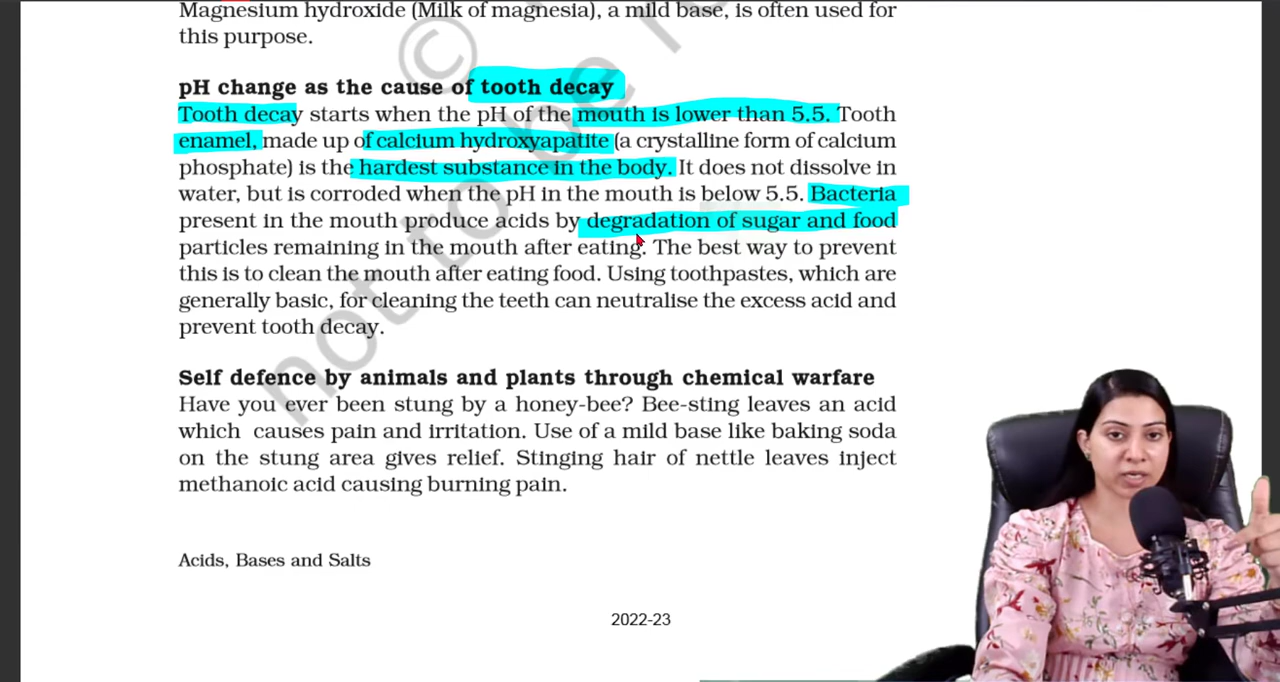 Magnesium hydroxide (Milk of magnesia), a mild base, is often used for
this purpose.
pH change as the cause of tooth decay
Tooth decay starts when the pH of the mouth is lower than 5.5. Tooth
enamel, made up of calcium hydroxyapatite (a crystalline form of calcium
phosphate) is the hardest substance in the body. It does not dissolve in
water, but is corroded when the pH in the mouth is below 5.5. Bacteria
present in the mouth produce acids by degradation of sugar and food
particles remaining in the mouth after eating. The best way to prevent
this is to clean the mouth after eating food. Using toothpastes, which are
generally basic, for cleaning the teeth can neutralise the excess acid and
prevent tooth decay.
Self defence by animals and plants through chemical warfare
Have you ever been stung by a honey-bee? Bee-sting leaves an acid
which causes pain and irritation. Use of a mild base like baking soda
on the stung area gives relief. Stinging hair of nettle leaves inject
methanoic acid causing burning pain.
Acids, Bases and Salts
2022-23
©
not to be